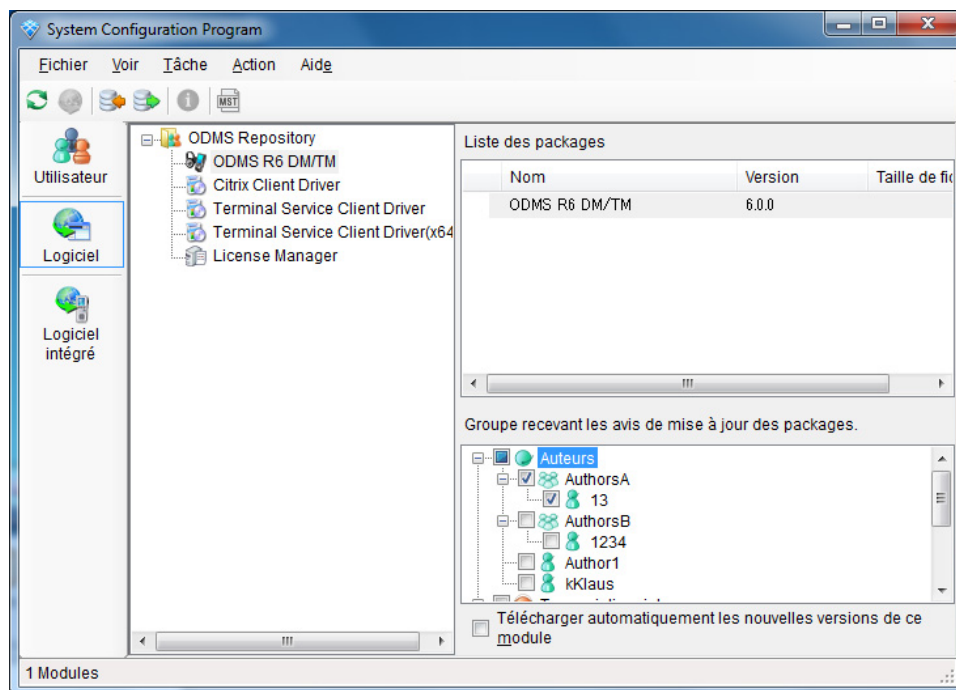 System Configuration Program
Fichier Voir Tâche Action Aide
MST
Utilisateur
Logiciel
Logiciel
intégré
ODMS Repository
ODMS R6 DM/TM
Citrix Client Driver
Terminal Service Client Driver
Terminal Service Client Driver(x64
License Manager
Liste des packages
Nom Version Taille de fic
ODMS R6 DM/TM 6.0.0
Groupe recevant les avis de mise à jour des packages.
Auteurs
AuthorsA
13
AuthorsB
1234
Author1
kKlaus
Télécharger automatiquement les nouvelles versions de ce
module
1 Modules